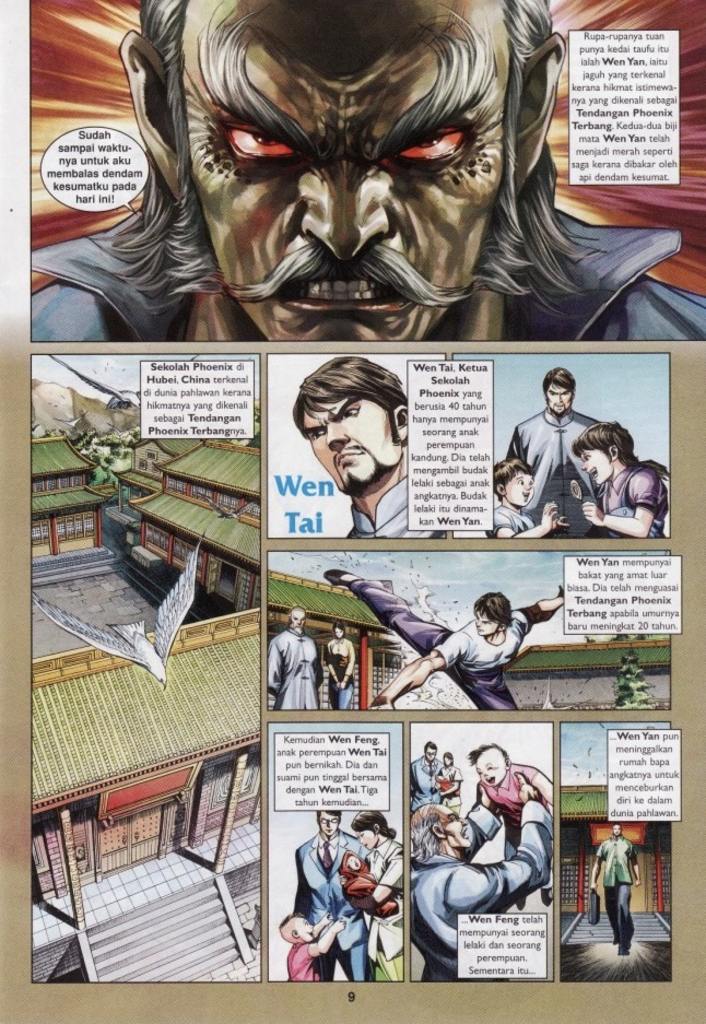 Sudah
sampai waktu-
nya untuk aku
membalas dendam
kesumatku pada
hari ini!
Rupa-rupanya tuan
punya kedai taufu itu
ialah Wen Yan, iaitu
jaguh yang terkenal
kerana hikmat istimewa-
nya yang dikenali sebagai
Tendangan Phoenix
Terbang. Kedua-dua biji
mata Wen Yan telah
menjadi merah seperti
saga kerana dibakar oleh
api dendam kesumat.
Sekolah Phoenix di
Hubei, China terkenal
di dunia pahlawan kerana
hikmatnya yang dikenali
sebagai Tendangan
Phoenix Terbangnya.
Wen
Tai
Wen Tai, Ketua
Sekolah
Phoenix yang
berusia 40 tahun
hanya mempunyai
seorang anak
perempuan
kandung. Dia telah
mengambil budak
lelaki sebagai anak
angkatnya. Budak
lelaki itu dinama-
kan Wen Yan.
Wen Yan mempunyai
bakat yang amat luar
biasa. Dia telah menguasai
Tendangan Phoenix
Terbang apabila umurnya
baru meningkat 20 tahun.
Kemudian Wen Feng,
anak perempuan Wen Tai
pun bernikah. Dia dan
suami pun tinggal bersama
dengan Wen Tai. Tiga
tahun kemudian...
...Wen Feng telah
mempunyai seorang
lelaki dan seorang
perempuan.
Sementara itu...
...Wen Yan pun
meninggalkan
rumah bapa
angkatnya untuk
menceburkan
diri ke dalam
dunia pahlawan.
9